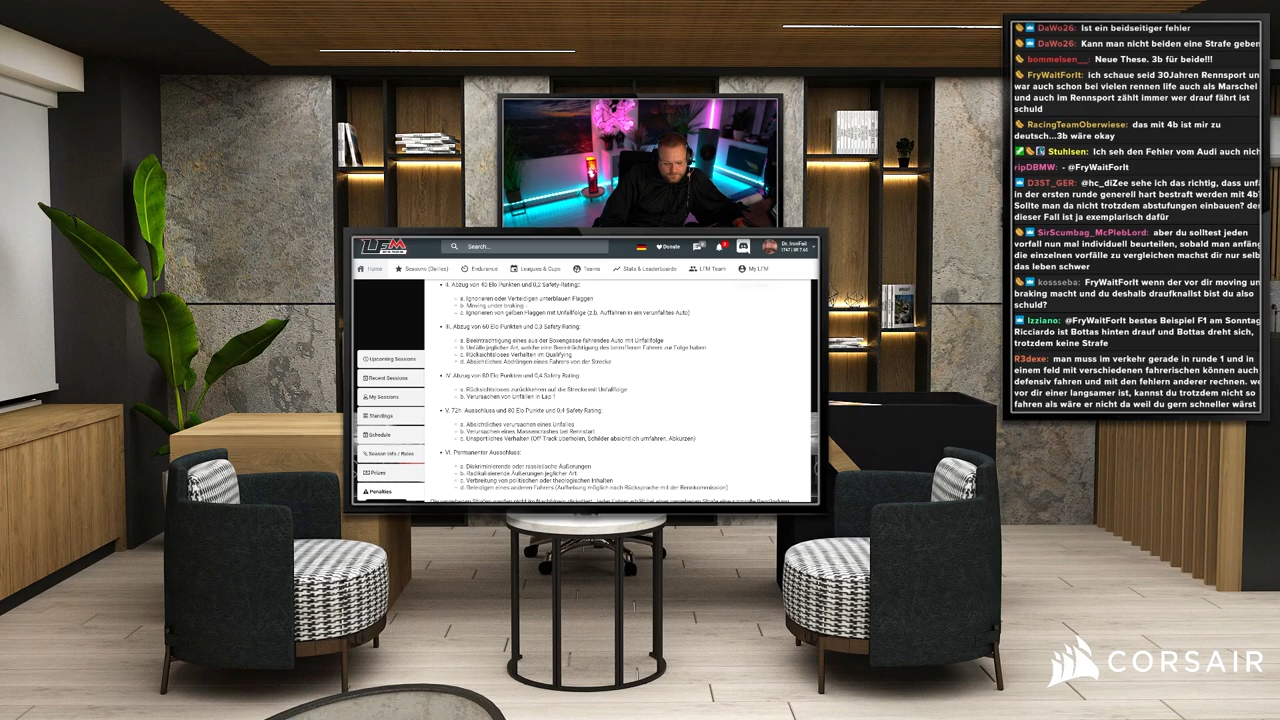 DaWo26: Ist ein beidseitiger fehler
DaWo26: Kann man nicht beiden eine Strafe geben
bommelsen__: Neue These. 3b für beide!!!
FryWaitForIt: ich schaue seid 30Jahren Rennsport un
war auch schon bei vielen rennen life auch als Marschel
und auch im Rennsport zählt immer wer drauf fährt ist
schuld
RacingTeamOberwiese: das mit 4b ist mir zu
deutsch...3b wäre okay
Stuhlsen: Ich seh den Fehler vom Audi auch nich
ripDBMW: - @FryWaitForIt
D3ST_GER: @hc_diZee sehe ich das richtig, dass unfä
in der ersten runde generell hart bestraft werden mit 4b
Sollte man da nicht trotzdem abstufungen einbauen? den
dieser Fall ist ja exemplarisch dafür
SirScumbag_McPlebLord: aber du solltest jeden
vorfall nun mal individuell beurteilen, sobald man anfäng
die einzelnen vorfälle zu vergleichen machst dir nur selb
das leben schwer
kossseba: FryWaitForIt wenn der vor dir moving un
braking macht und du deshalb drauFknallst bist du also
schuld?
Izziano: @FryWaitForIt bestes Beispiel F1 am Sonntag
Ricciardo ist Bottas hinten drauf und Bottas dreht sich,
trotzdem keine Strafe
R3dexe: man muss im verkehr gerade in runde 1 und in
einem feld mit verschiedenen fahrerischen können auch
defensiv fahren und mit den fehlern anderer rechnen. we
vor dir einer langsamer ist, kannst du trotzdem nicht so
fahren als wäre er nicht da weil du gern schneller wärst
LFM
Search...
Donate
Dr. IronFail
Home
Seasons (Dailies)
Endurance
Leagues & Cups
Teams
Stats & Leaderboards
LFM Team
My LFM
II. Abzug von 40 Elo Punkten und 0,2 Safety-Rating:
a. Ignorieren oder Verteidigen unterblauen Flaggen
b. Moving under braking
c. Ignorieren von gelben Flaggen mit Unfallfolge (z.b. Auffahren in ein verunfalltes Auto)
III. Abzug von 60 Elo Punkten und 0,3 Safety Rating:
a. Beeinträchtigung eines aus der Boxengasse fahrendes Auto mit Unfallfolge
b. Unfälle jeglicher Art, welche eine Beeinträchtigung des betroffenen Fahrers zur Folge haben
c. Rücksichtsloses Verhalten im Qualifying
d. Absichtliches Abdrängen eines Fahrers von der Strecke
IV. Abzug von 80 Elo Punkten und 0,4 Safety Rating:
a. Rücksichtsloses zurückkehren auf die Strecke mit Unfallfolge
b. Verursachen von Unfällen in Lap 1
V. 72h Ausschluss und 80 Elo Punkte und 0,4 Safety Rating:
a. Absichtliches verursachen eines Unfalles
b. Verursachen eines Massencrashes bei Rennstart
c. Unsportliches Verhalten (Off Track überholen, Schilder absichtlich umfahren, Abkürzen)
VI. Permanenter Ausschluss:
a. Diskriminierende oder rassistische Äußerungen
b. Radikalisierende Äußerungen jeglicher Art
c. Verbreitung von politischen oder theologischen Inhalten
d. Beleidigen eines anderen Fahrers (Aufhebung möglich nach Rücksprache mit der Rennkommission)
Upcoming Sessions
Recent Sessions
My Sessions
Standings
Schedule
Season Info / Rules
Prizes
Penalties
CORSAIR